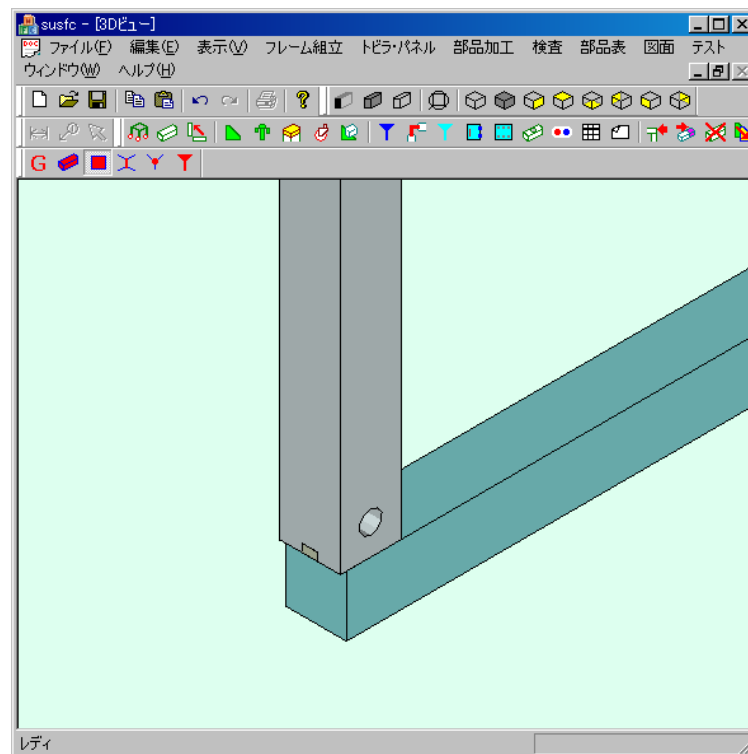 susfc - [3Dビュー]
ファイル(F) 編集(E) 表示(V) フレーム組立 トビラ・パネル 部品加工 検査 部品表 図面 テスト
ウィンドウ(W) ヘルプ(H)
G
レディ